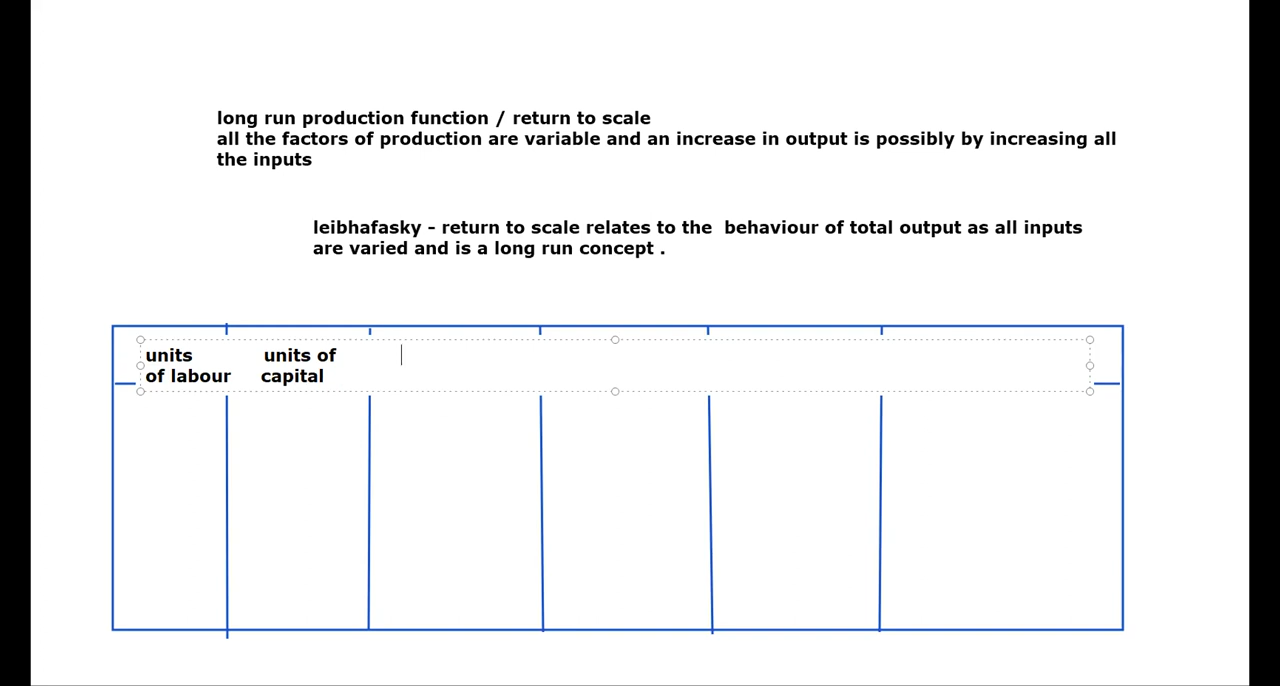 long run production function / return to scale
all the factors of production are variable and an increase in output is possibly by increasing all
the inputs
leibhafasky - return to scale relates to the  behaviour of total output as all inputs
are varied and is a long run concept .
units units of
of labour capital